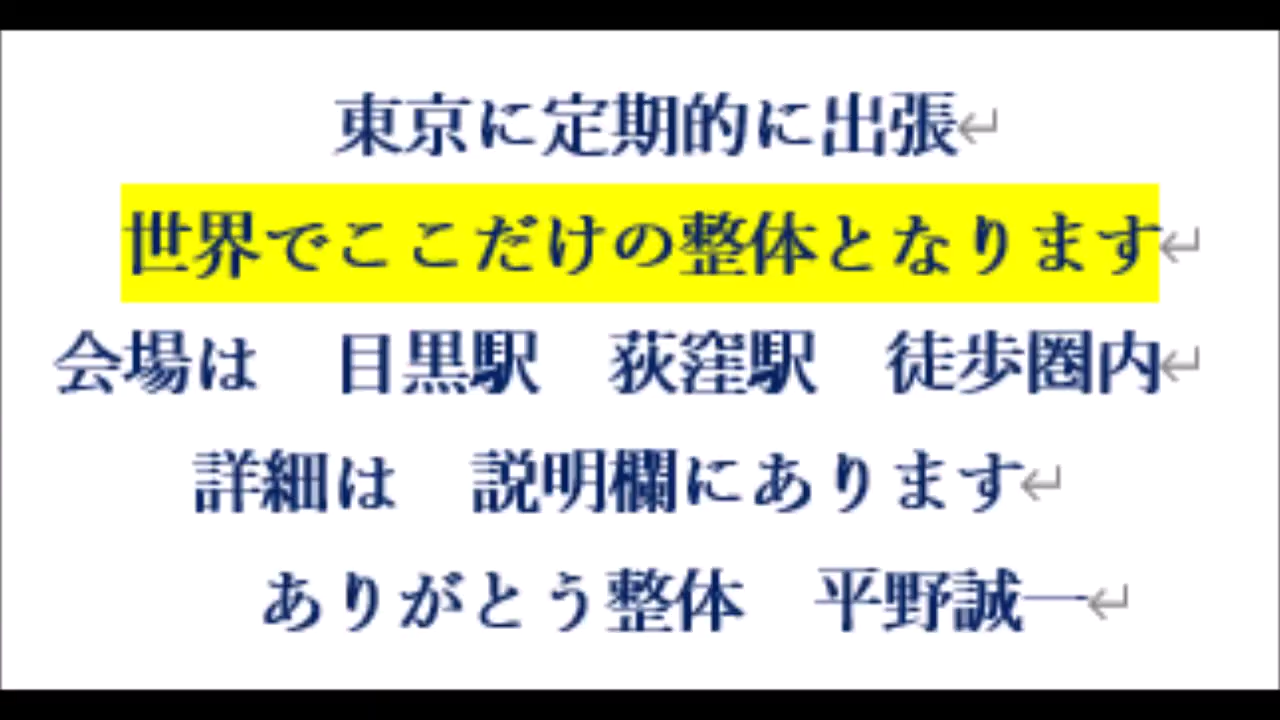 東京に定期的に出張
世界でここだけの整体となります
会場は　目黒駅　荻窪駅　徒歩圏内
詳細は　説明欄にあります
ありがとう整体　平野誠一